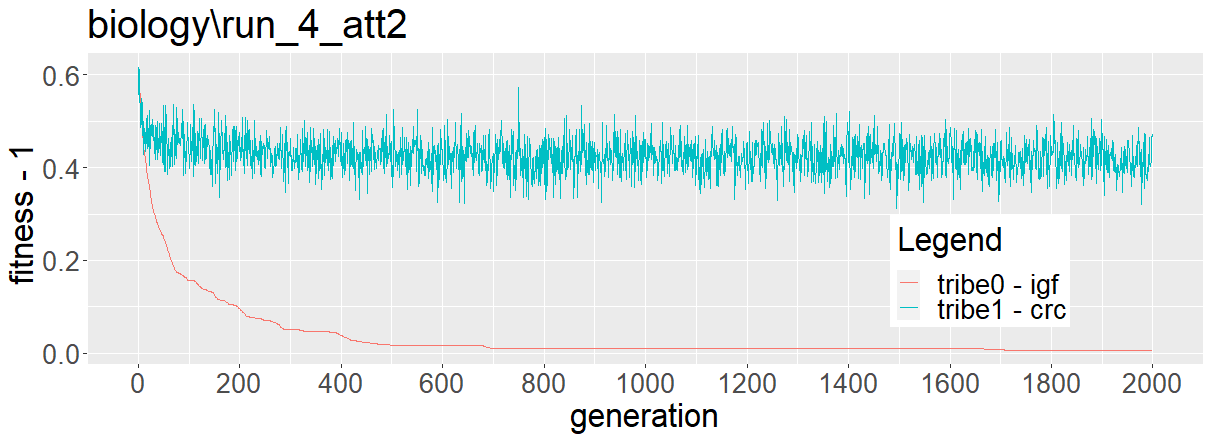 biology\run_4_att2
fitness - 1
0.6
0.4
0.2
0.0
Legend
tribe0 - igf
tribe1 - crc
0 200 400 600 800 1000 1200 1400 1600 1800 2000
generation